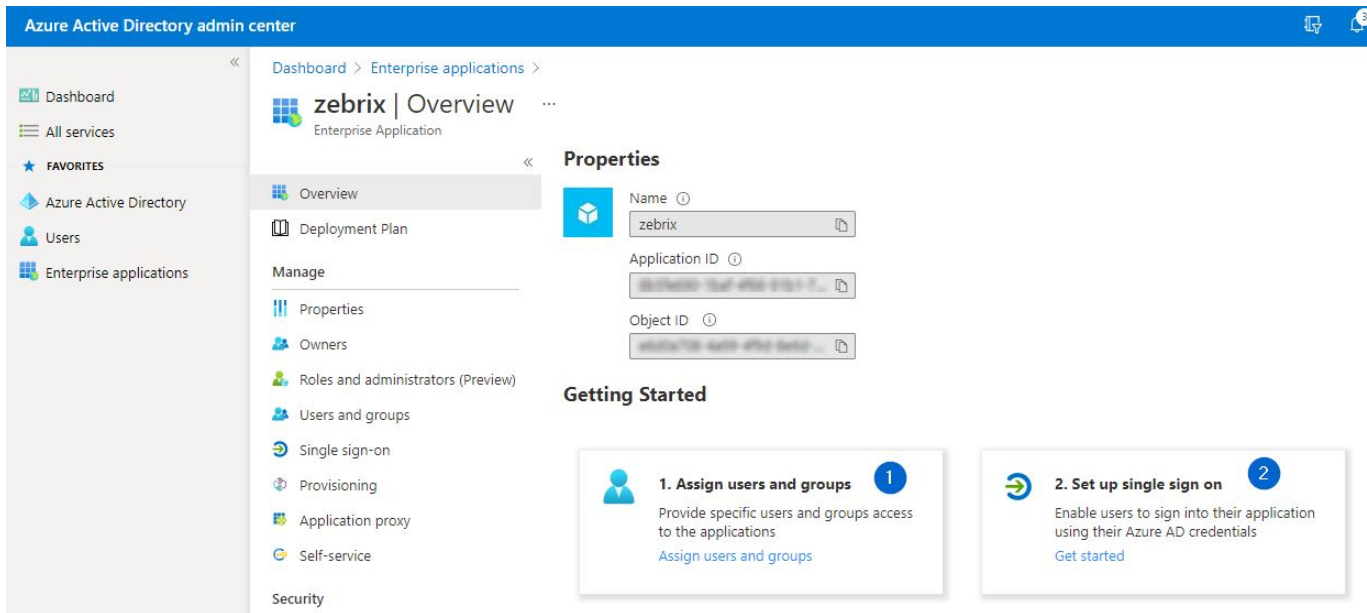 Azure Active Directory admin center
3
«
Dashboard
All services
FAVORITES
Azure Active Directory
Users
Enterprise applications
Dashboard > Enterprise applications >
zebrix | Overview ...
Enterprise Application
«
Overview
Deployment Plan
Manage
Properties
Owners
Roles and administrators (Preview)
Users and groups
Single sign-on
Provisioning
Application proxy
Self-service
Security
Properties
Name
zebrix
Application ID
Object ID
Getting Started
1. Assign users and groups 1
Provide specific users and groups access
to the applications
Assign users and groups
2. Set up single sign on 2
Enable users to sign into their application
using their Azure AD credentials
Get started